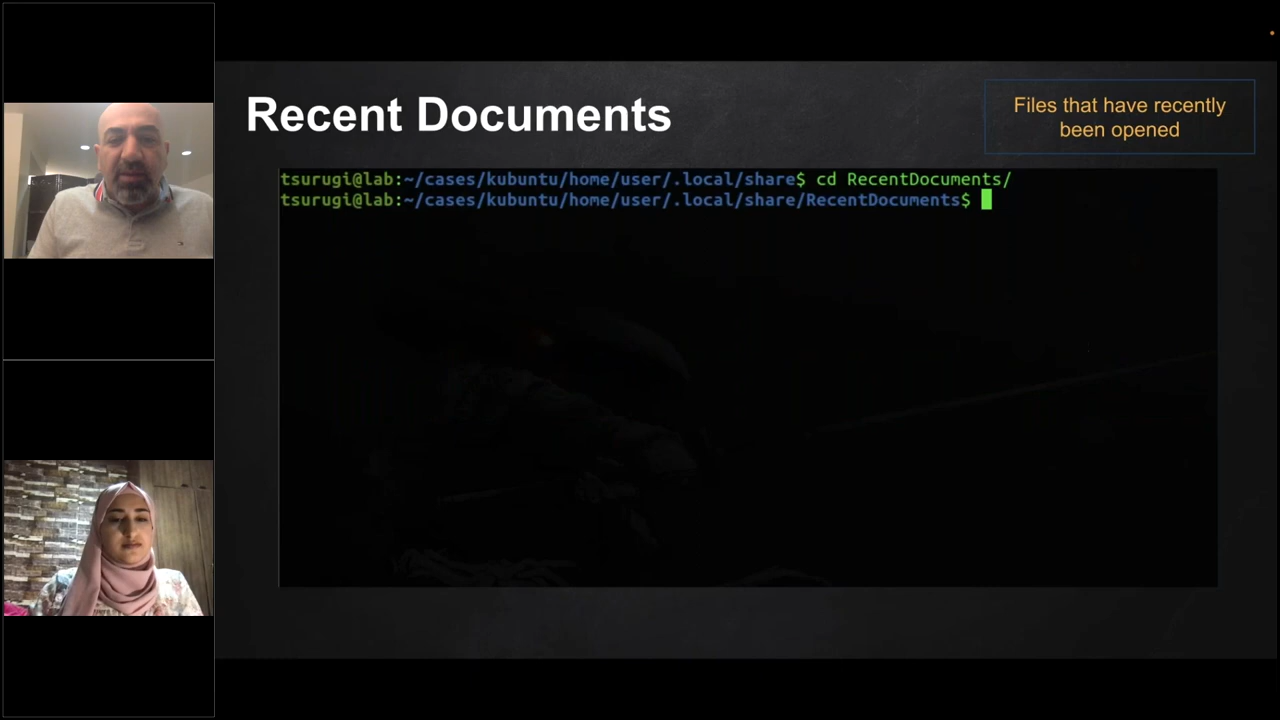 Recent Documents
Files that have recently
been opened
tsurugi@lab:~/cases/kubuntu/home/user/.local/share$ cd RecentDocuments/
tsurugi@lab:~/cases/kubuntu/home/user/.local/share/RecentDocuments$